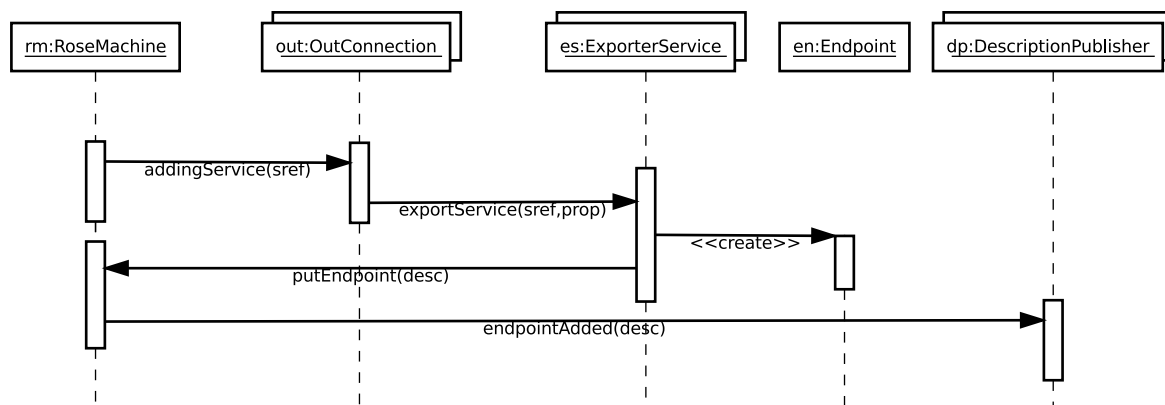 rm:RoseMachine
out:OutConnection
es:ExporterService
en:Endpoint
dp:DescriptionPublisher
addingService(sref)
exportService(sref,prop)
<<create>>
putEndpoint(desc)
endpointAdded(desc)